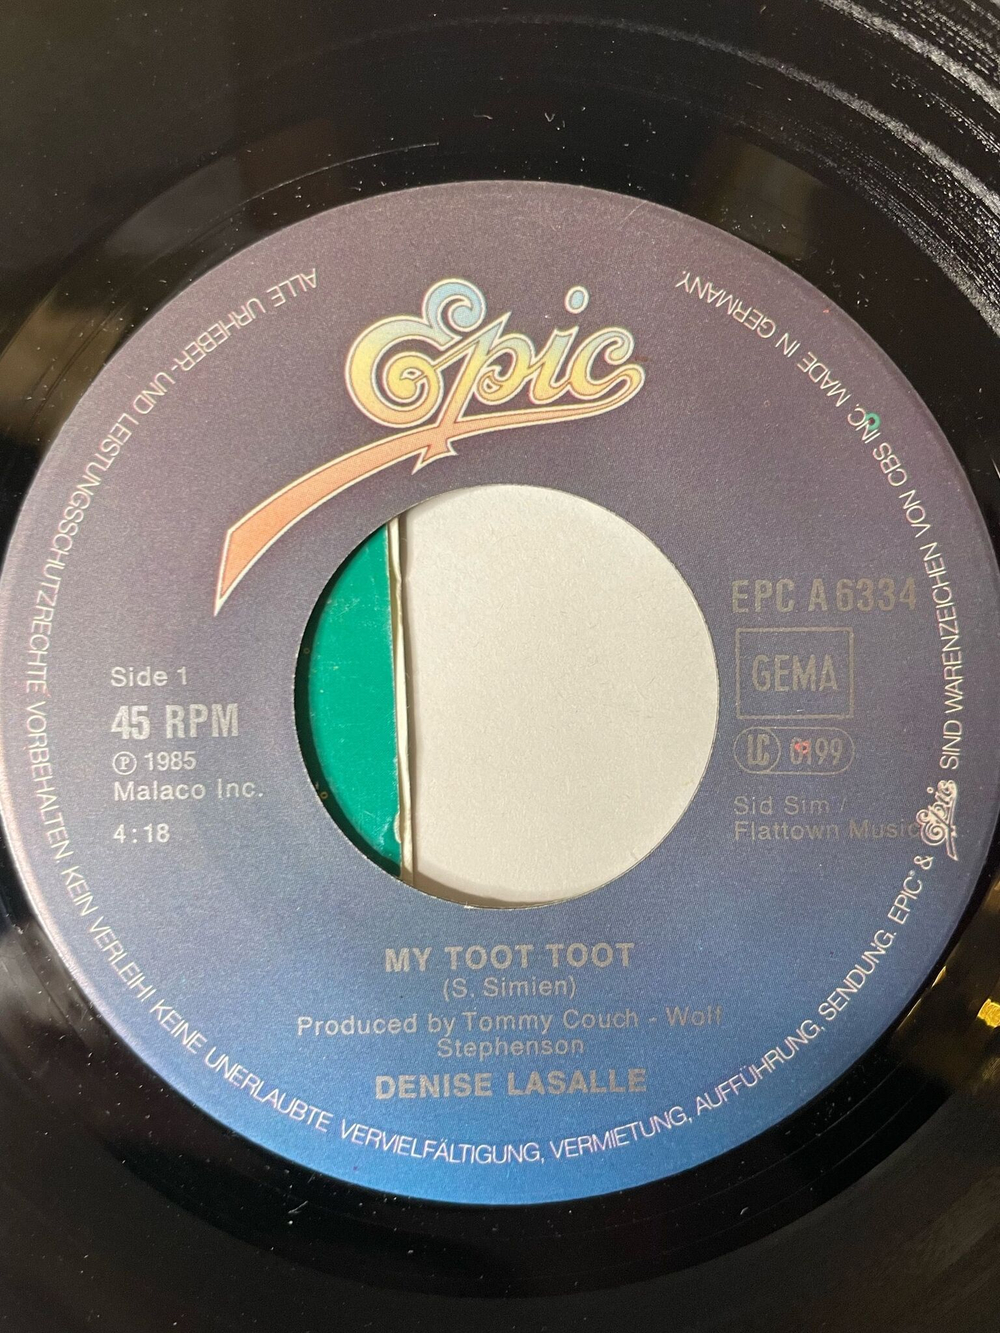 Epic
EPC A 6334
GEMA
LC 0199
Sid Sim /
Flattown Music
Side 1
45 RPM
Ⓟ 1985
Malaco Inc.
4:18
MY TOOT TOOT
(S. Simien)
Produced by Tommy Couch - Wolf
Stephenson
DENISE LASALLE
ALLE URHEBER- UND LEISTUNGSSCHUTZRECHTE VORBEHALTEN. KEIN VERLEIH! KEINE UNERLAUBTE VERVIELFÄLTIGUNG, VERMIETUNG, AUFFÜHRUNG, SENDUNG. EPIC® & Epic SIND WARENZEICHEN VON CBS INC. MADE IN GERMANY.